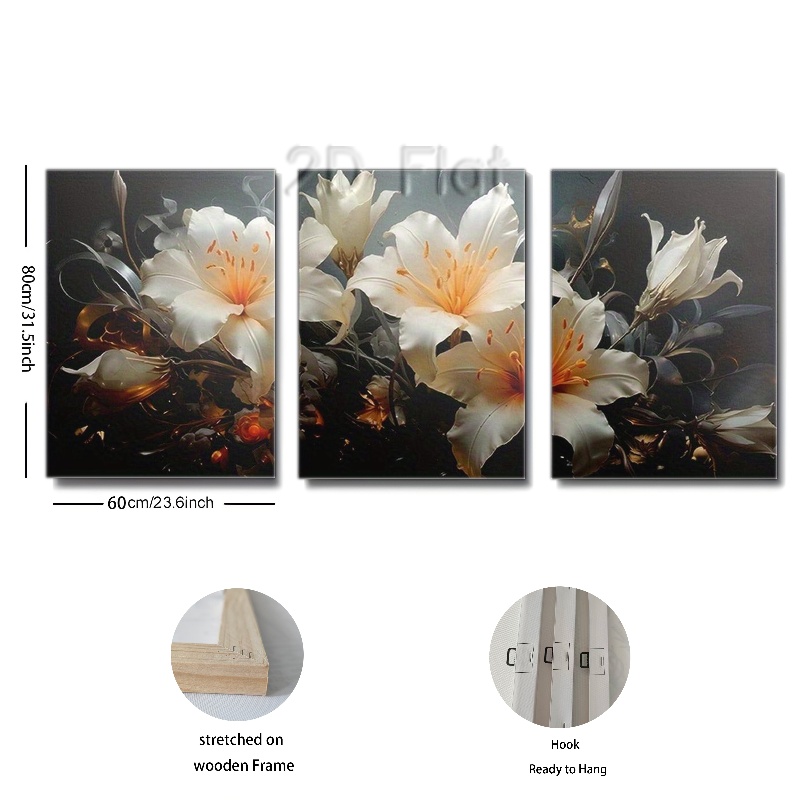 2D Flat
80cm/31.5inch
60cm/23.6inch
stretched on
wooden Frame
Hook
Ready to Hang